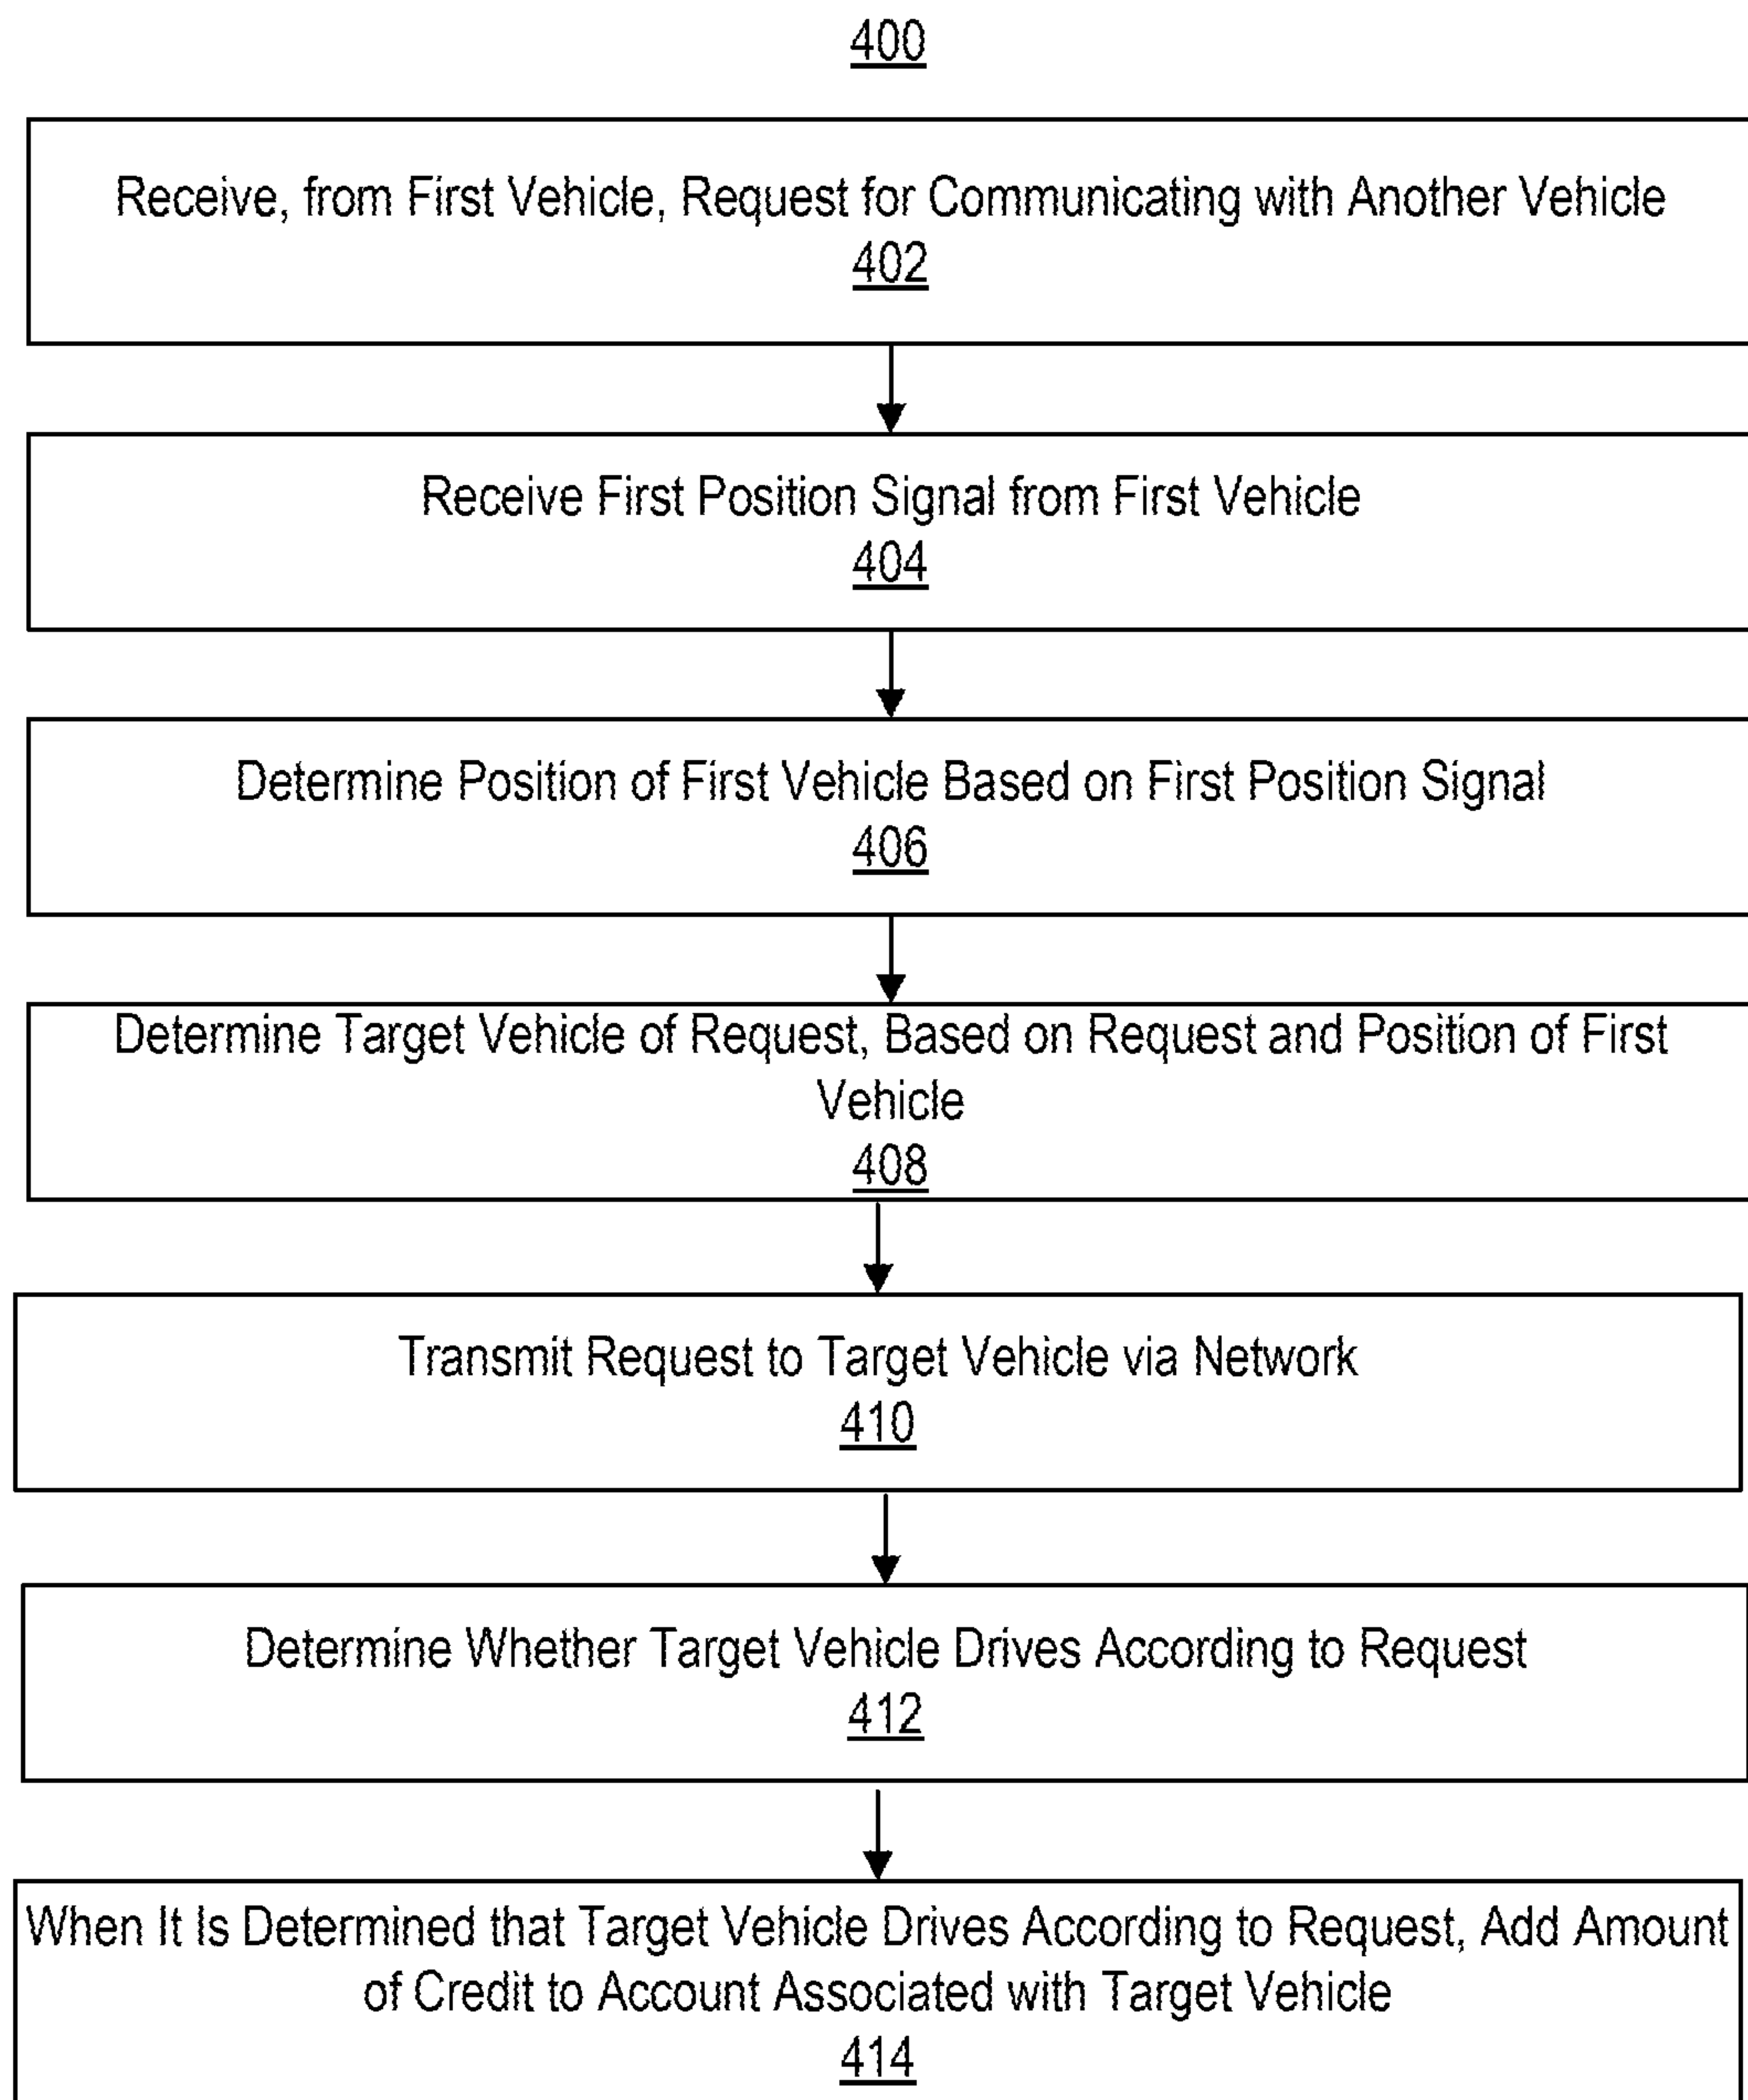 400
Receive, from First Vehicle, Request for Communicating with Another Vehicle
402
Receive First Position Signal from First Vehicle
404
Determine Position of First Vehicle Based on First Position Signal
406
Determine Target Vehicle of Request, Based on Request and Position of First
Vehicle
408
Transmit Request to Target Vehicle via Network
410
Determine Whether Target Vehicle Drives According to Request
412
When It Is Determined that Target Vehicle Drives According to Request, Add Amount
of Credit to Account Associated with Target Vehicle
414